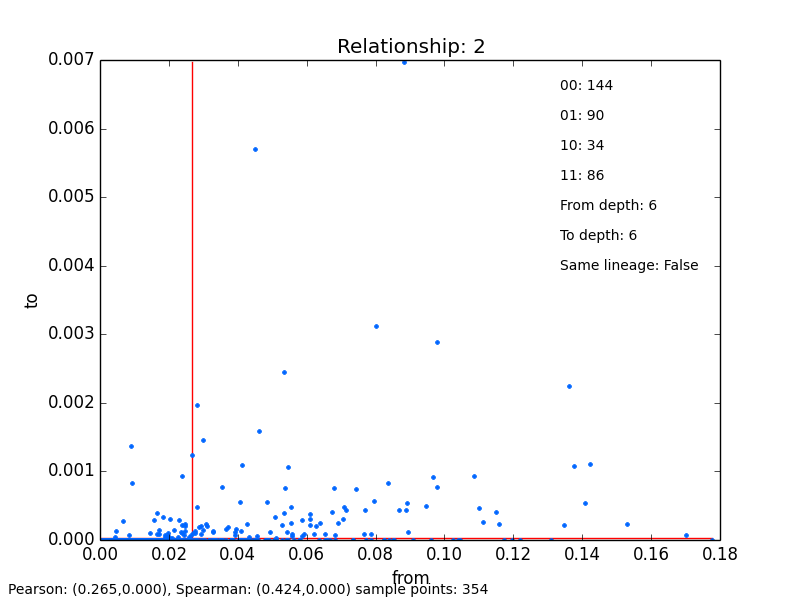 Relationship: 2
0.007
0.006
0.005
0.004
0.003
0.002
0.001
0.000
to
00: 144
01: 90
10: 34
11: 86
From depth: 6
To depth: 6
Same lineage: False
0.00 0.02 0.04 0.06 0.08 0.10 0.12 0.14 0.16 0.18
from
Pearson: (0.265,0.000), Spearman: (0.424,0.000) sample points: 354